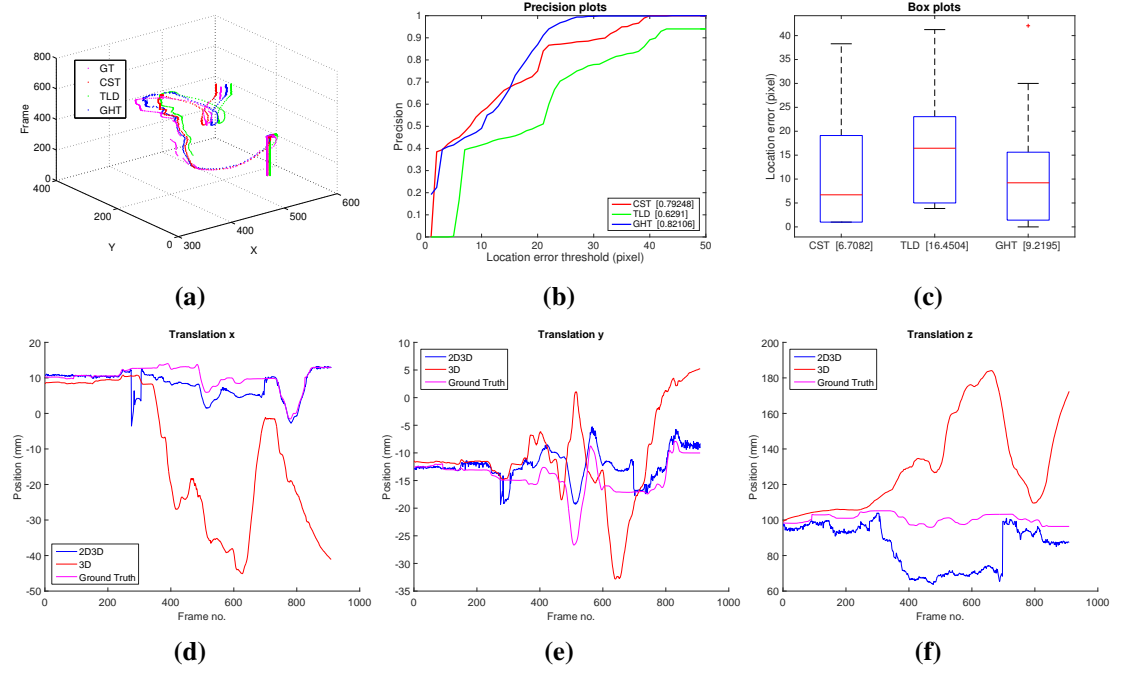 800
600
400
200
0
Frame
GT
CST
TLD
GHT
400
200
0
Y
300
400
500
600
X
(a)
Precision plots
1
0.9
0.8
0.7
0.6
0.5
0.4
0.3
0.2
0.1
0
Precision
CST [0.79248]
TLD [0.6291]
GHT [0.82106]
0 10 20 30 40 50
Location error threshold (pixel)
(b)
Box plots
40
35
30
25
20
15
10
5
0
Location error (pixel)
CST [6.7082] TLD [16.4504] GHT [9.2195]
(c)
Translation x
20
10
0
-10
-20
-30
-40
-50
Position (mm)
2D3D
3D
Ground Truth
0 200 400 600 800 1000
Frame no.
(d)
Translation y
10
5
0
-5
-10
-15
-20
-25
-30
-35
Position (mm)
2D3D
3D
Ground Truth
0 200 400 600 800 1000
Frame no.
(e)
Translation z
200
180
160
140
120
100
80
60
Position (mm)
2D3D
3D
Ground Truth
0 200 400 600 800 1000
Frame no.
(f)